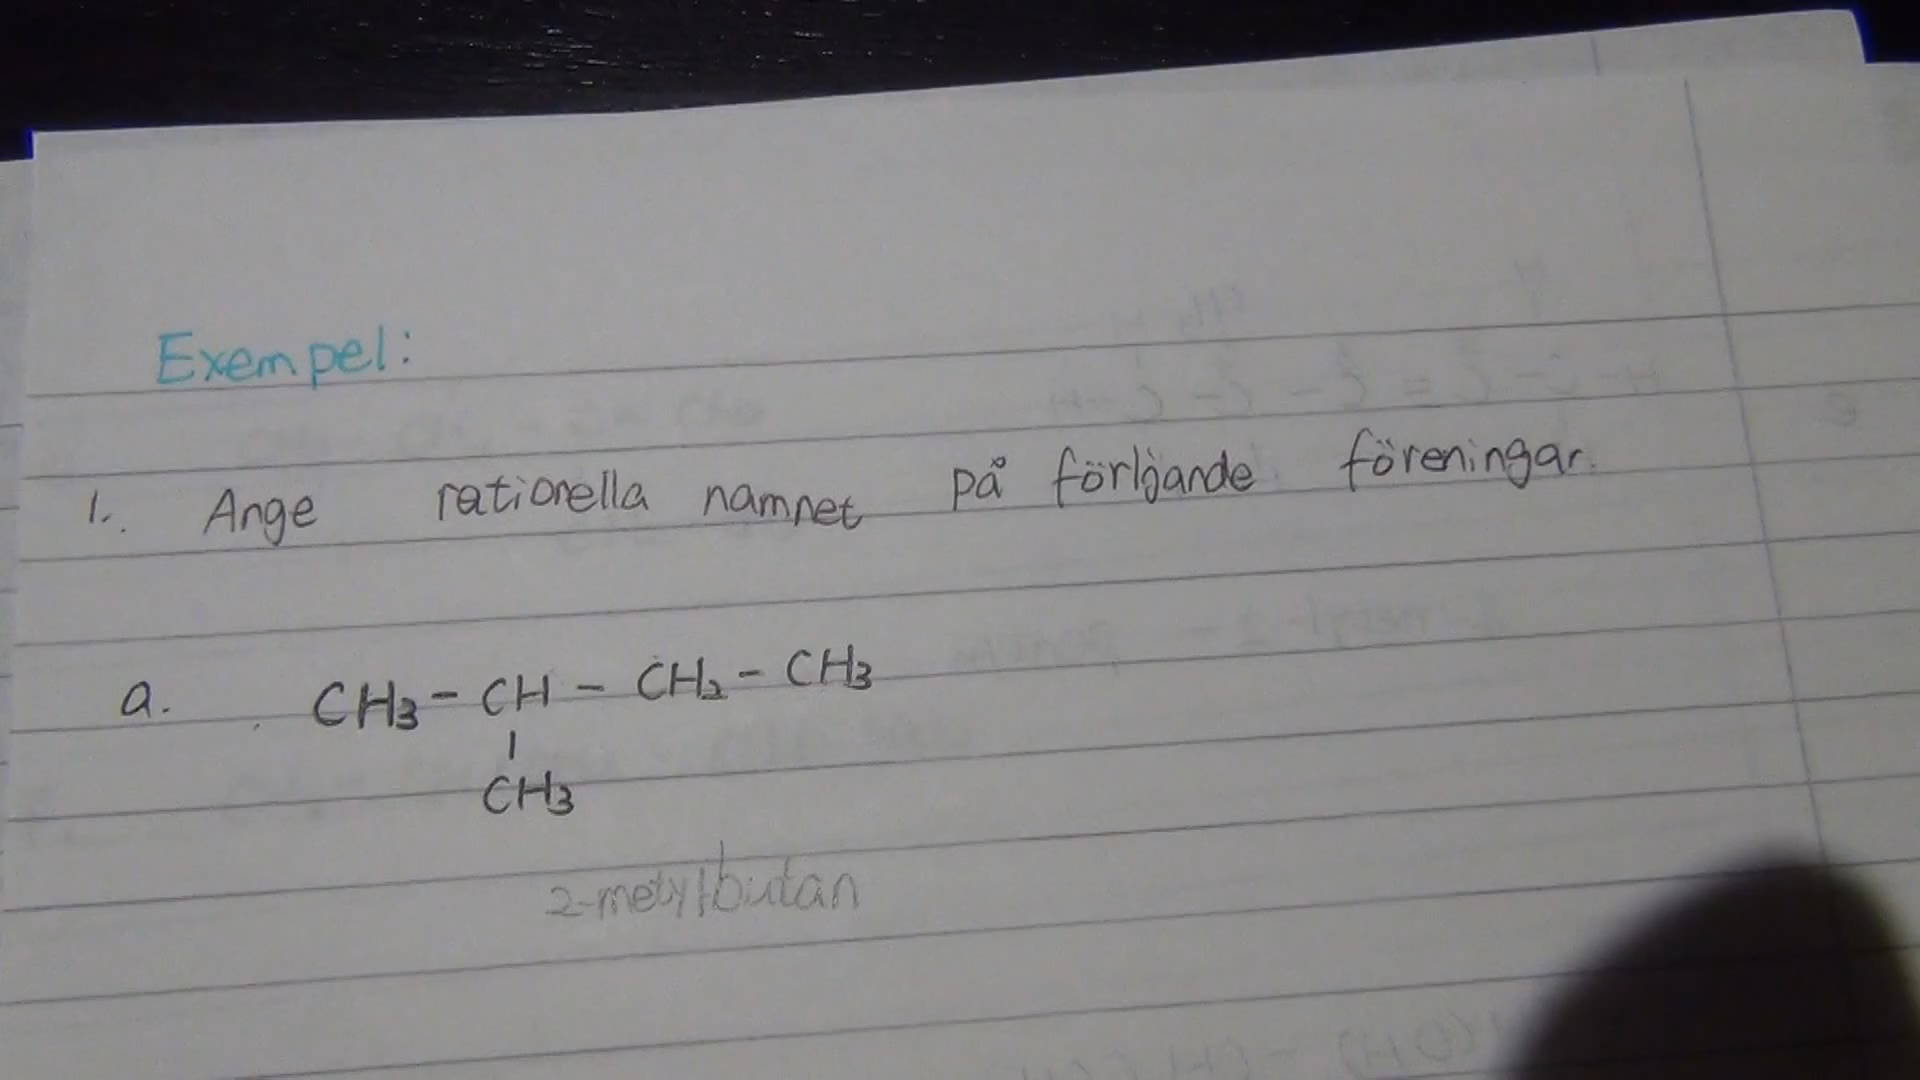 Exempel:
1. Ange rationella namnet på förljande föreningar.
a. CH₃ - CH - CH₂ - CH₃
|
CH₃
2-metylbutan